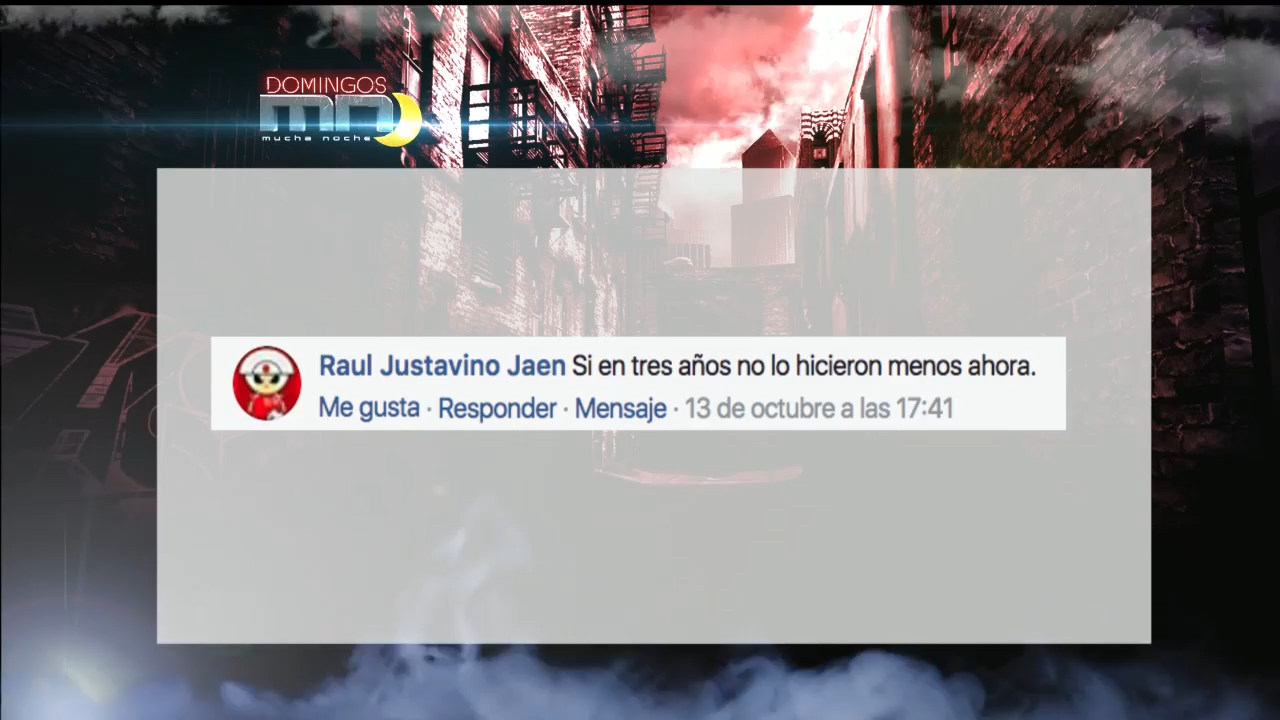 DOMINGOS
mn
mucha noche
Raul Justavino Jaen Si en tres años no lo hicieron menos ahora.
Me gusta · Responder · Mensaje · 13 de octubre a las 17:41